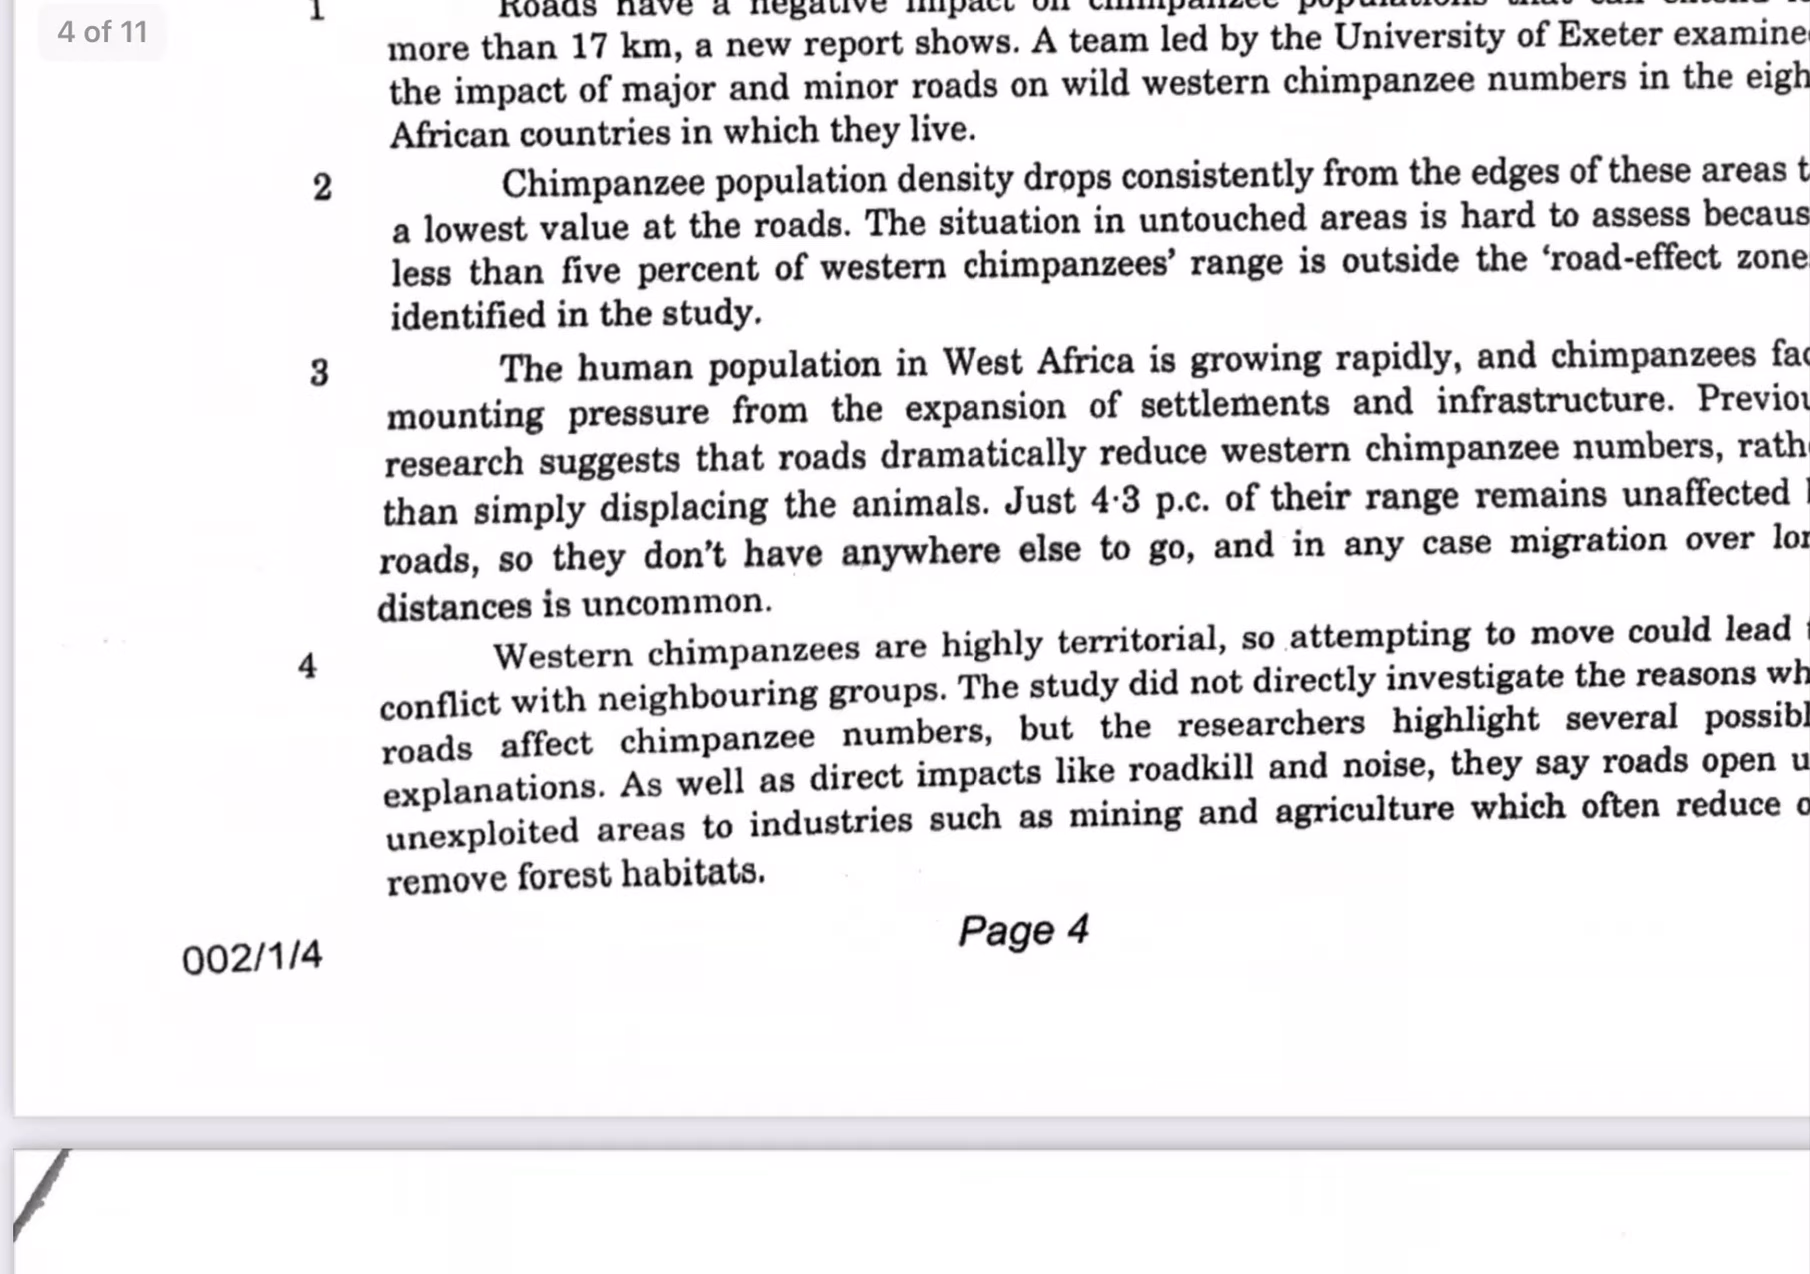 4 of 11
1 Roads have a negative impact on chimpanzee populations that can extend
more than 17 km, a new report shows. A team led by the University of Exeter
the impact of major and minor roads on wild western chimpanzee numbers in the
African countries in which they live.
2 Chimpanzee population density drops consistently from the edges of these areas
a lowest value at the roads. The situation in untouched areas is hard to assess
less than five percent of western chimpanzees’ range is outside the ‘road-effect zone
identified in the study.
3 The human population in West Africa is growing rapidly, and chimpanzees
mounting pressure from the expansion of settlements and infrastructure.
research suggests that roads dramatically reduce western chimpanzee numbers,
than simply displacing the animals. Just 4·3 p.c. of their range remains unaffected
roads, so they don’t have anywhere else to go, and in any case migration over
distances is uncommon.
4 Western chimpanzees are highly territorial, so attempting to move could lead
conflict with neighbouring groups. The study did not directly investigate the reasons
roads affect chimpanzee numbers, but the researchers highlight several
explanations. As well as direct impacts like roadkill and noise, they say roads open
unexploited areas to industries such as mining and agriculture which often reduce
remove forest habitats.
002/1/4
Page 4